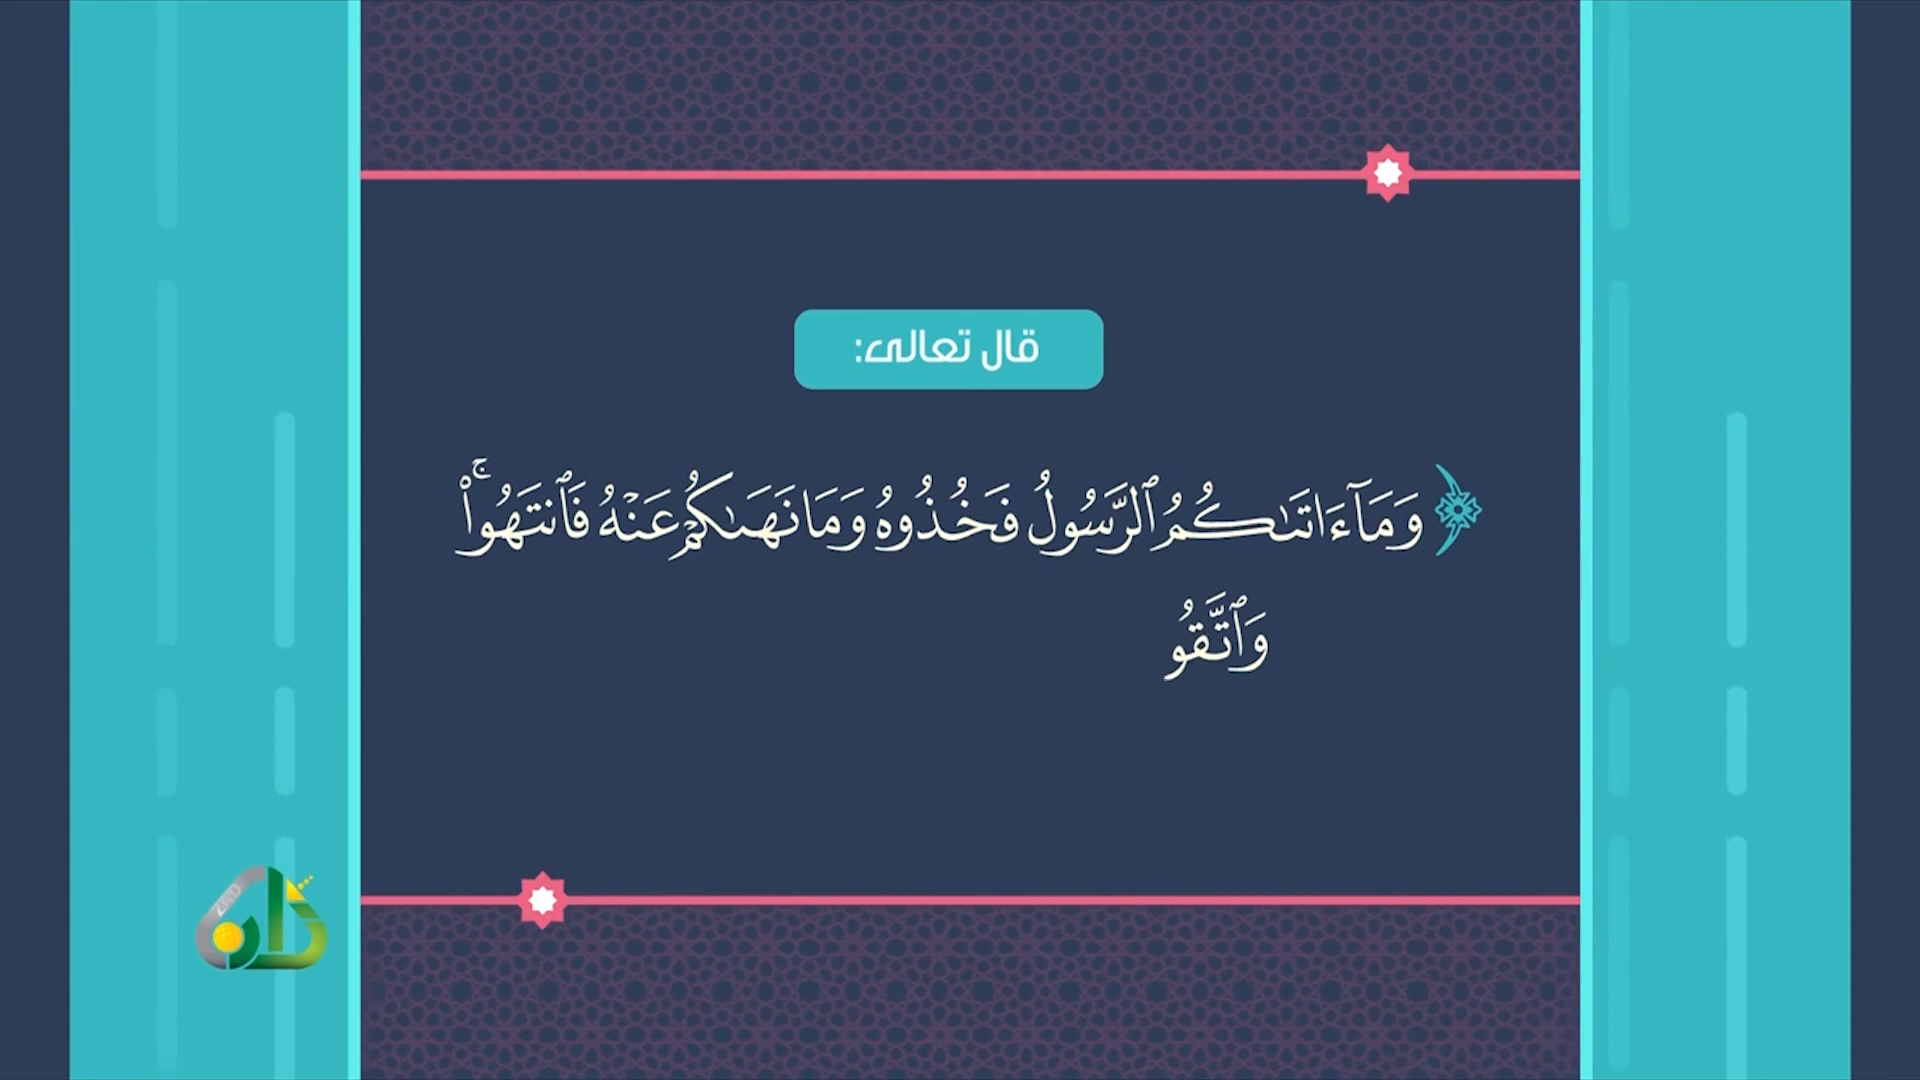 قال تعالى:
﴿وَمَآ ءَاتَىٰكُمُ ٱلرَّسُولُ فَخُذُوهُ وَمَا نَهَىٰكُمْ عَنْهُ فَٱنتَهُوا۟ ۚ
وَٱتَّقُو